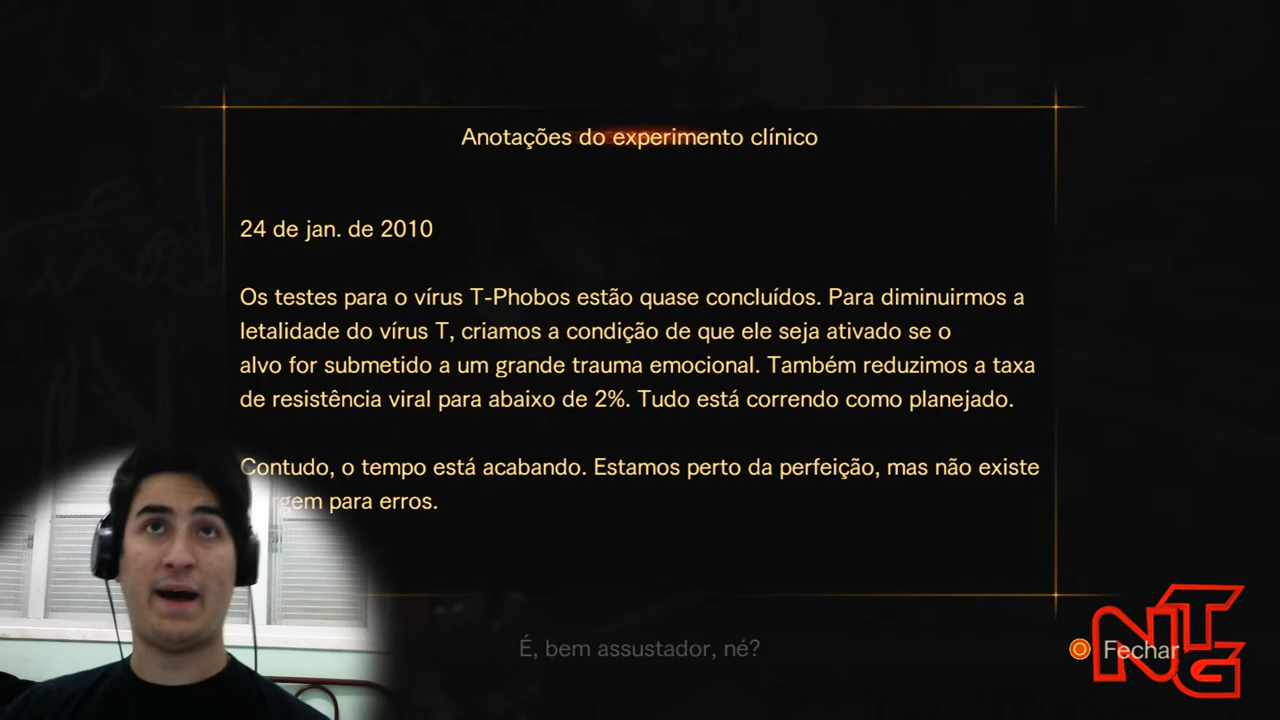 Anotações do experimento clínico
24 de jan. de 2010
Os testes para o vírus T-Phobos estão quase concluídos. Para diminuirmos a
letalidade do vírus T, criamos a condição de que ele seja ativado se o
alvo for submetido a um grande trauma emocional. Também reduzimos a taxa
de resistência viral para abaixo de 2%. Tudo está correndo como planejado.
Contudo, o tempo está acabando. Estamos perto da perfeição, mas não existe
para erros.
É, bem assustador, né?
Fechar
NTG